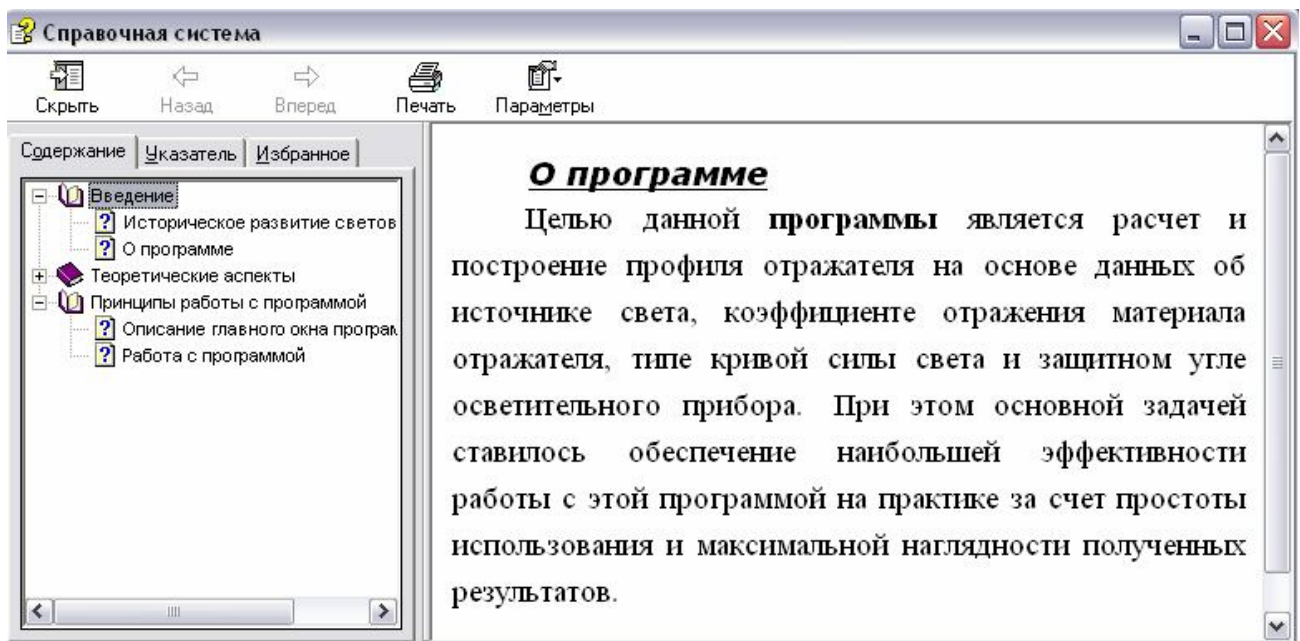 Справочная система
Скрыть Назад Вперед Печать Параметры
Содержание Указатель Избранное
Введение
Историческое развитие светов
О программе
Теоретические аспекты
Принципы работы с программой
Описание главного окна програм
Работа с программой
О программе
Целью данной программы является расчет и
построение профиля отражателя на основе данных об
источнике света, коэффициенте отражения материала
отражателя, типе кривой силы света и защитном угле
осветительного прибора. При этом основной задачей
ставилось обеспечение наибольшей эффективности
работы с этой программой на практике за счет простоты
использования и максимальной наглядности полученных
результатов.